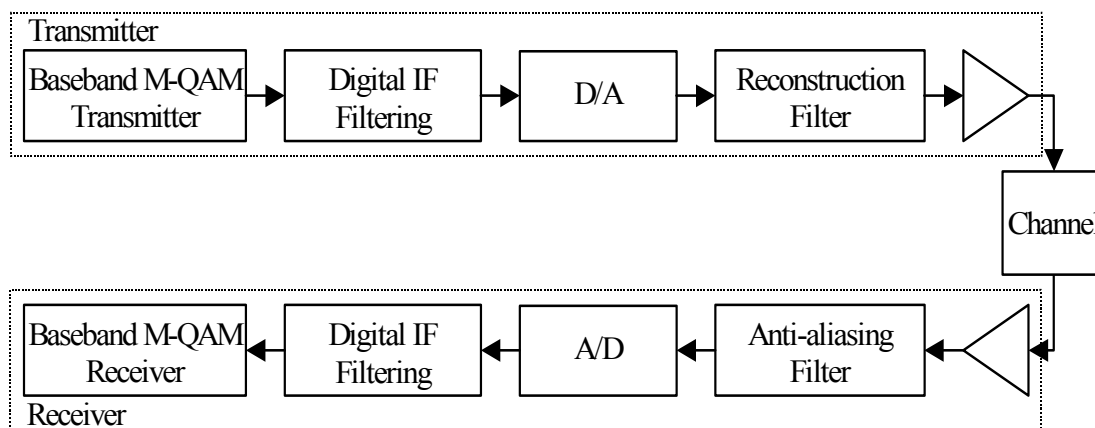 Transmitter
Baseband M-QAM
Transmitter
Digital IF
Filtering
D/A
Reconstruction
Filter
Channel
Baseband M-QAM
Receiver
Digital IF
Filtering
A/D
Anti-aliasing
Filter
Receiver